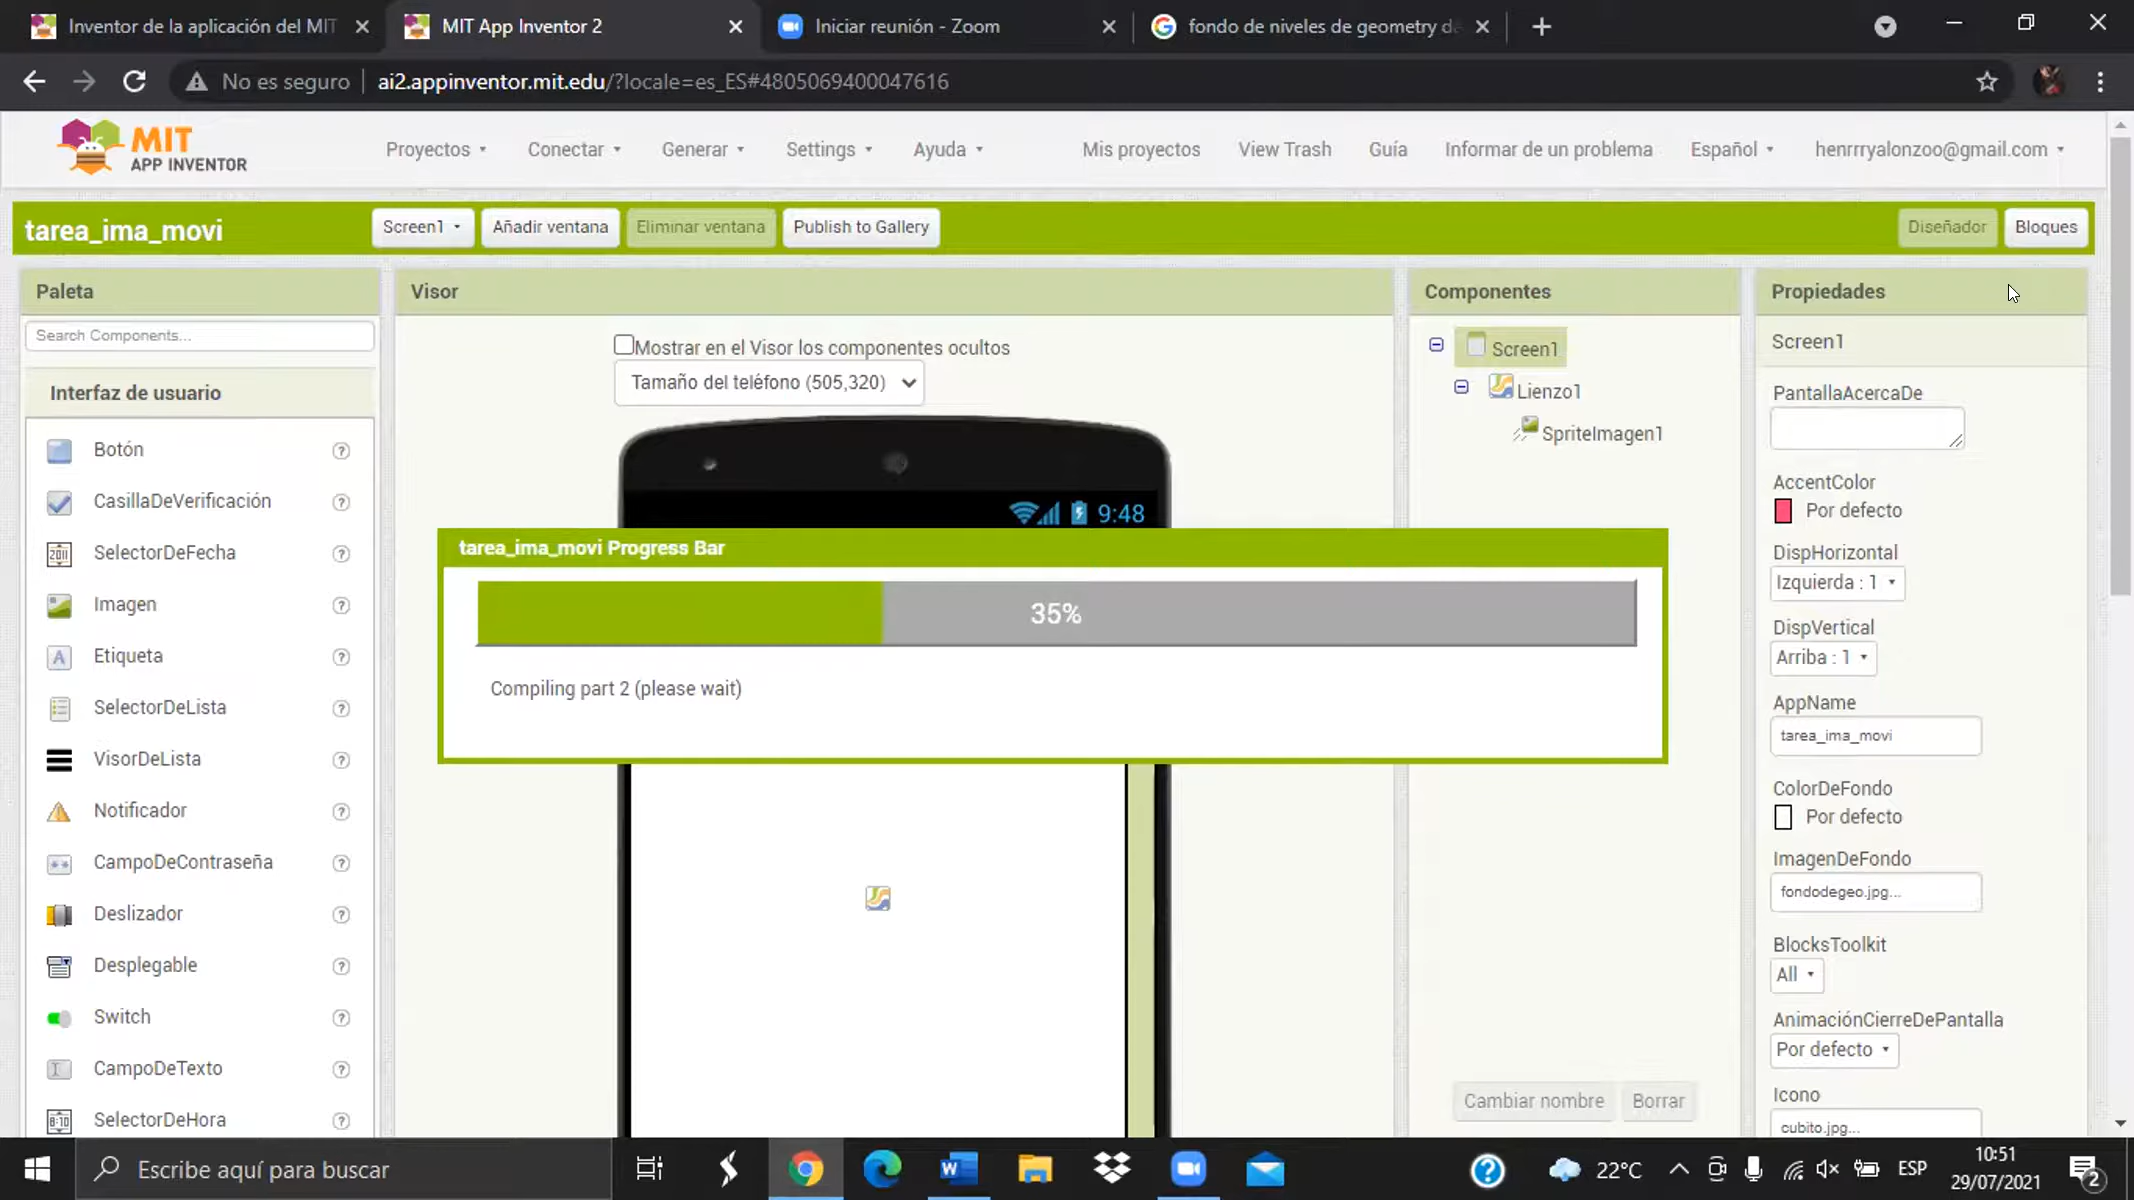 Inventor de la aplicación del MIT
MIT App Inventor 2
Iniciar reunión - Zoom
fondo de niveles de geometry d
No es seguro
ai2.appinventor.mit.edu/?locale=es_ES#4805069400047616
MIT
APP INVENTOR
Proyectos
Conectar
Generar
Settings
Ayuda
Mis proyectos
View Trash
Guía
Informar de un problema
Español
henrrryalonzoo@gmail.com
tarea_ima_movi
Screen1
Añadir ventana
Eliminar ventana
Publish to Gallery
Diseñador
Bloques
Paleta
Search Components...
Interfaz de usuario
Botón
CasillaDeVerificación
SelectorDeFecha
Imagen
Etiqueta
SelectorDeLista
VisorDeLista
Notificador
CampoDeContraseña
Deslizador
Desplegable
Switch
CampoDeTexto
SelectorDeHora
Visor
Mostrar en el Visor los componentes ocultos
Tamaño del teléfono (505,320)
9:48
tarea_ima_movi Progress Bar
35%
Compiling part 2 (please wait)
Componentes
Screen1
Lienzo1
SpriteImagen1
Cambiar nombre
Borrar
Propiedades
Screen1
PantallaAcercaDe
AccentColor
Por defecto
DispHorizontal
Izquierda : 1
DispVertical
Arriba : 1
AppName
tarea_ima_movi
ColorDeFondo
Por defecto
ImagenDeFondo
fondodegeo.jpg...
BlocksToolkit
All
AnimaciónCierreDePantalla
Por defecto
Icono
cubito.jpg...
Escribe aquí para buscar
22°C
ESP
10:51
29/07/2021
2